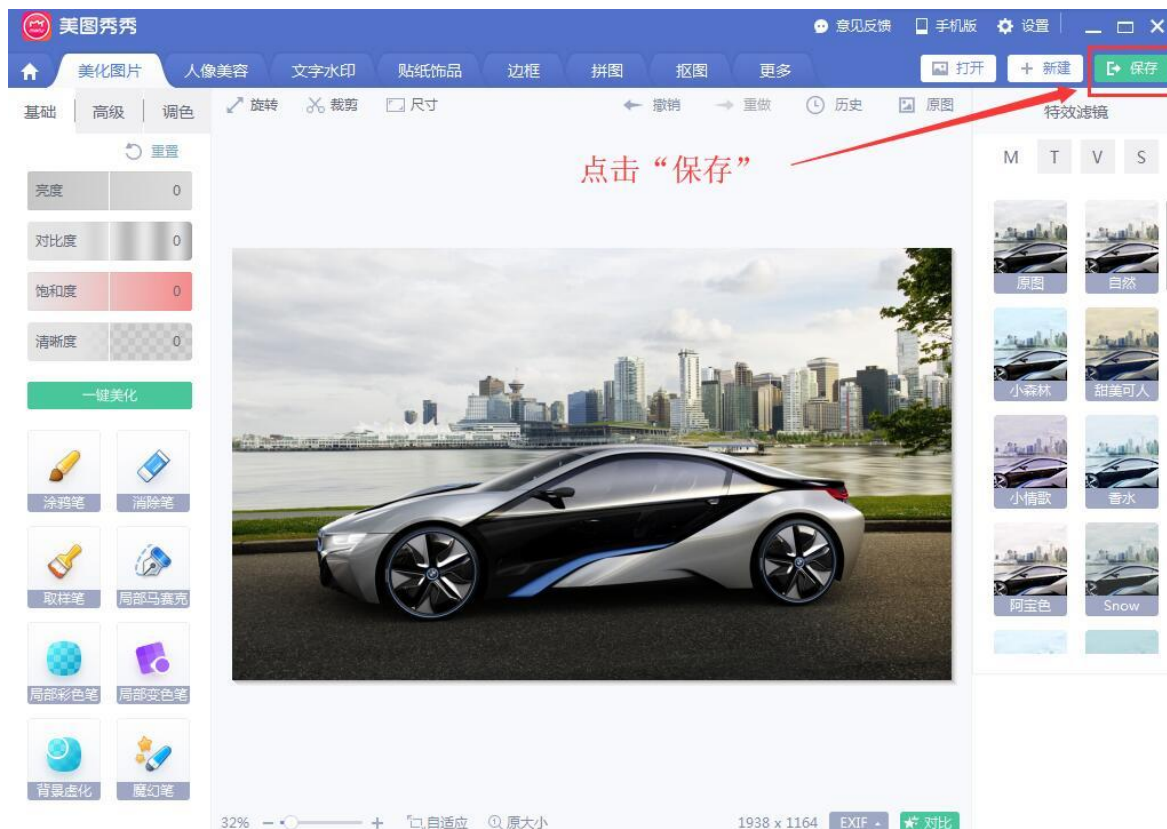 美图秀秀
意见反馈 手机版 设置
美化图片 人像美容 文字水印 贴纸饰品 边框 拼图 抠图 更多 打开 新建 保存
基础 高级 调色 旋转 裁剪 尺寸 撤销 重做 历史 原图 特效滤镜
重置
点击“保存”
M T V S
亮度 0
对比度 0
饱和度 0
清晰度 0
一键美化
涂鸦笔 消除笔
取样笔 局部马赛克
局部彩色笔 局部变色笔
背景虚化 魔幻笔
原图 自然
小森林 甜美可人
小情歌 香水
阿宝色 Snow
32% 自适应 原大小 1938 x 1164 EXIF 对比